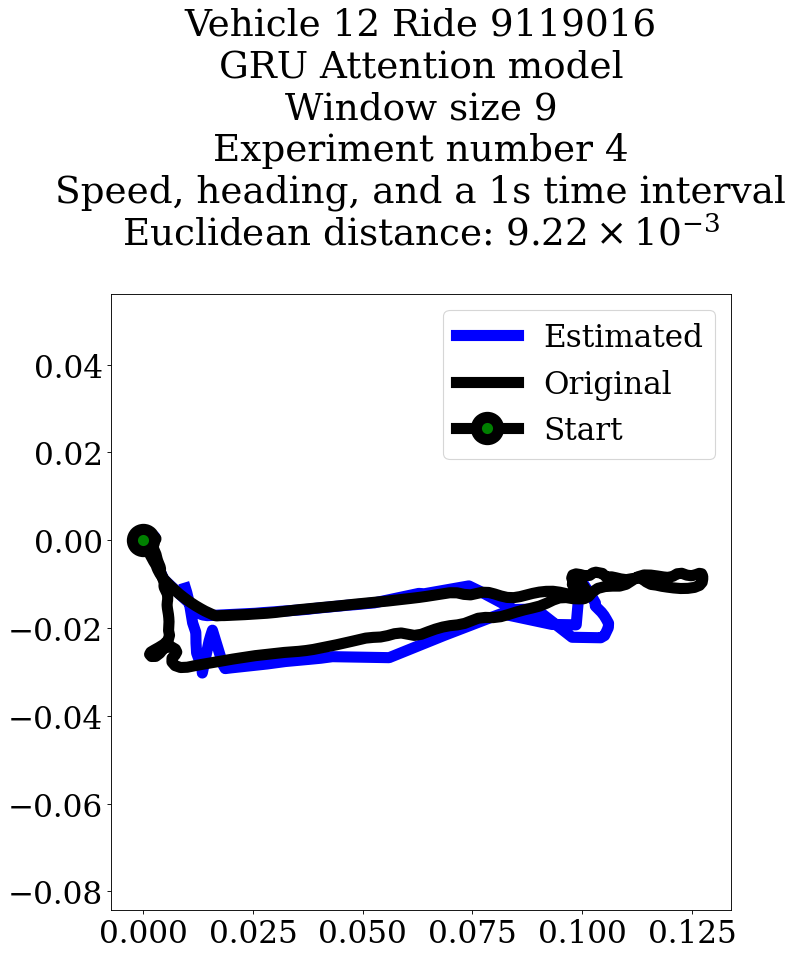 Vehicle 12 Ride 9119016
GRU Attention model
Window size 9
Experiment number 4
Speed, heading, and a 1s time interval
Euclidean distance: 9.22 × 10⁻³
Estimated
Original
Start
0.04
0.02
0.00
−0.02
−0.04
−0.06
−0.08
0.000 0.025 0.050 0.075 0.100 0.125